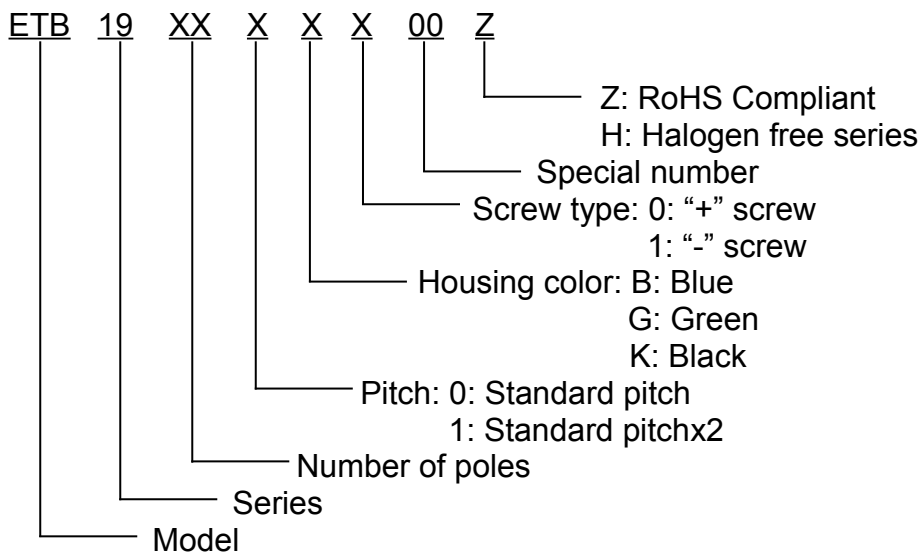 ETB 19 XX X X X 00 Z
Z: RoHS Compliant
H: Halogen free series
Special number
Screw type: 0: “+” screw
1: “-” screw
Housing color: B: Blue
G: Green
K: Black
Pitch: 0: Standard pitch
1: Standard pitchx2
Number of poles
Series
Model